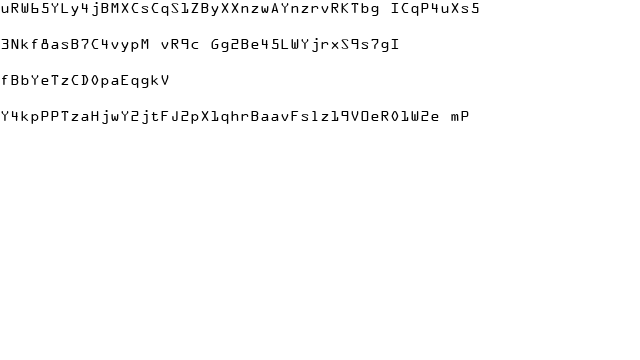 uRW65YLy4jBMXCsCqS1ZByXXnzwAYnzrvRKTbg ICqP4uXs5
3Nkf8asB7C4vypM vR9c Gg2Be45LWYjrxS9s7gI
fBbYeTzCD0paEqgkV
Y4kpPPTzaHjwY2jtFJ2pX1qhrBaavFslz19VOeR01W2e mP